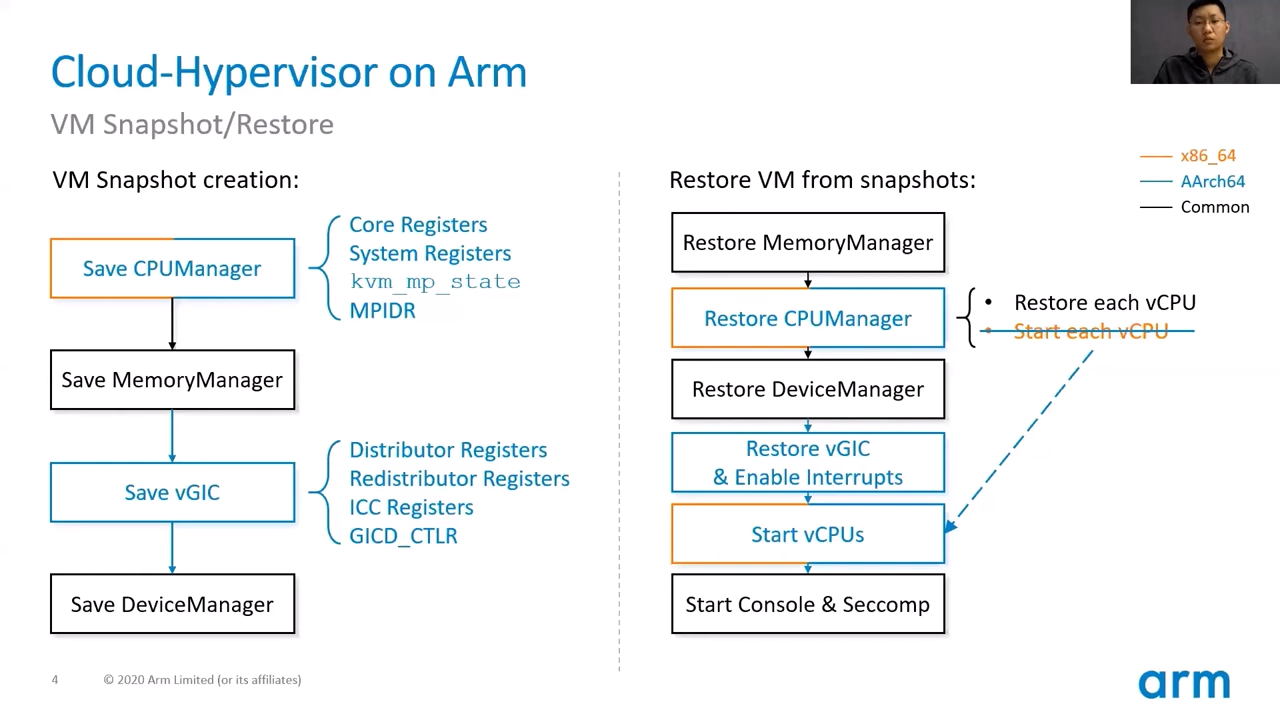 Cloud-Hypervisor on Arm
VM Snapshot/Restore
VM Snapshot creation:
Save CPUManager
Core Registers
System Registers
kvm_mp_state
MPIDR
Save MemoryManager
Save vGIC
Distributor Registers
Redistributor Registers
ICC Registers
GICD_CTLR
Save DeviceManager
Restore VM from snapshots:
x86_64
AArch64
Common
Restore MemoryManager
Restore CPUManager
• Restore each vCPU
• Start each vCPU
Restore DeviceManager
Restore vGIC
& Enable Interrupts
Start vCPUs
Start Console & Seccomp
4 © 2020 Arm Limited (or its affiliates)
arm